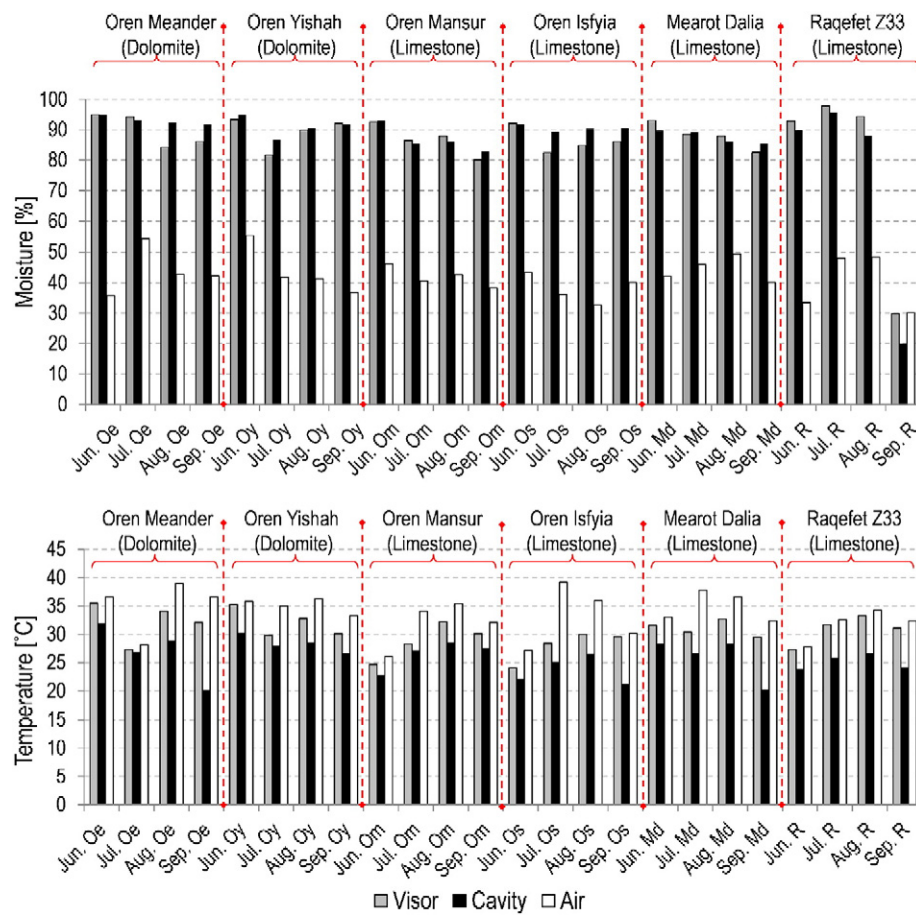 Oren Meander Oren Yishah Oren Mansur Oren Isfyia Mearot Dalia Raqefet Z33
(Dolomite) (Dolomite) (Limestone) (Limestone) (Limestone) (Limestone)
Moisture [%]
100
90
80
70
60
50
40
30
20
10
0
Jun. Oe Jul. Oe Aug. Oe Sep. Oe Jun. Oy Jul. Oy Aug. Oy Sep. Oy Jun. Om Jul. Om Aug. Om Sep. Om Jun. Os Jul. Os Aug. Os Sep. Os Jun. Md Jul. Md Aug. Md Sep. Md Jun. R Jul. R Aug. R Sep. R
Oren Meander Oren Yishah Oren Mansur Oren Isfyia Mearot Dalia Raqefet Z33
(Dolomite) (Dolomite) (Limestone) (Limestone) (Limestone) (Limestone)
Temperature [˚C]
45
40
35
30
25
20
15
10
5
0
Jun. Oe Jul. Oe Aug. Oe Sep. Oe Jun. Oy Jul. Oy Aug. Oy Sep. Oy Jun. Om Jul. Om Aug. Om Sep. Om Jun. Os Jul. Os Aug. Os Sep. Os Jun. Md Jul. Md Aug. Md Sep. Md Jun. R Jul. R Aug. R Sep. R
Visor Cavity Air